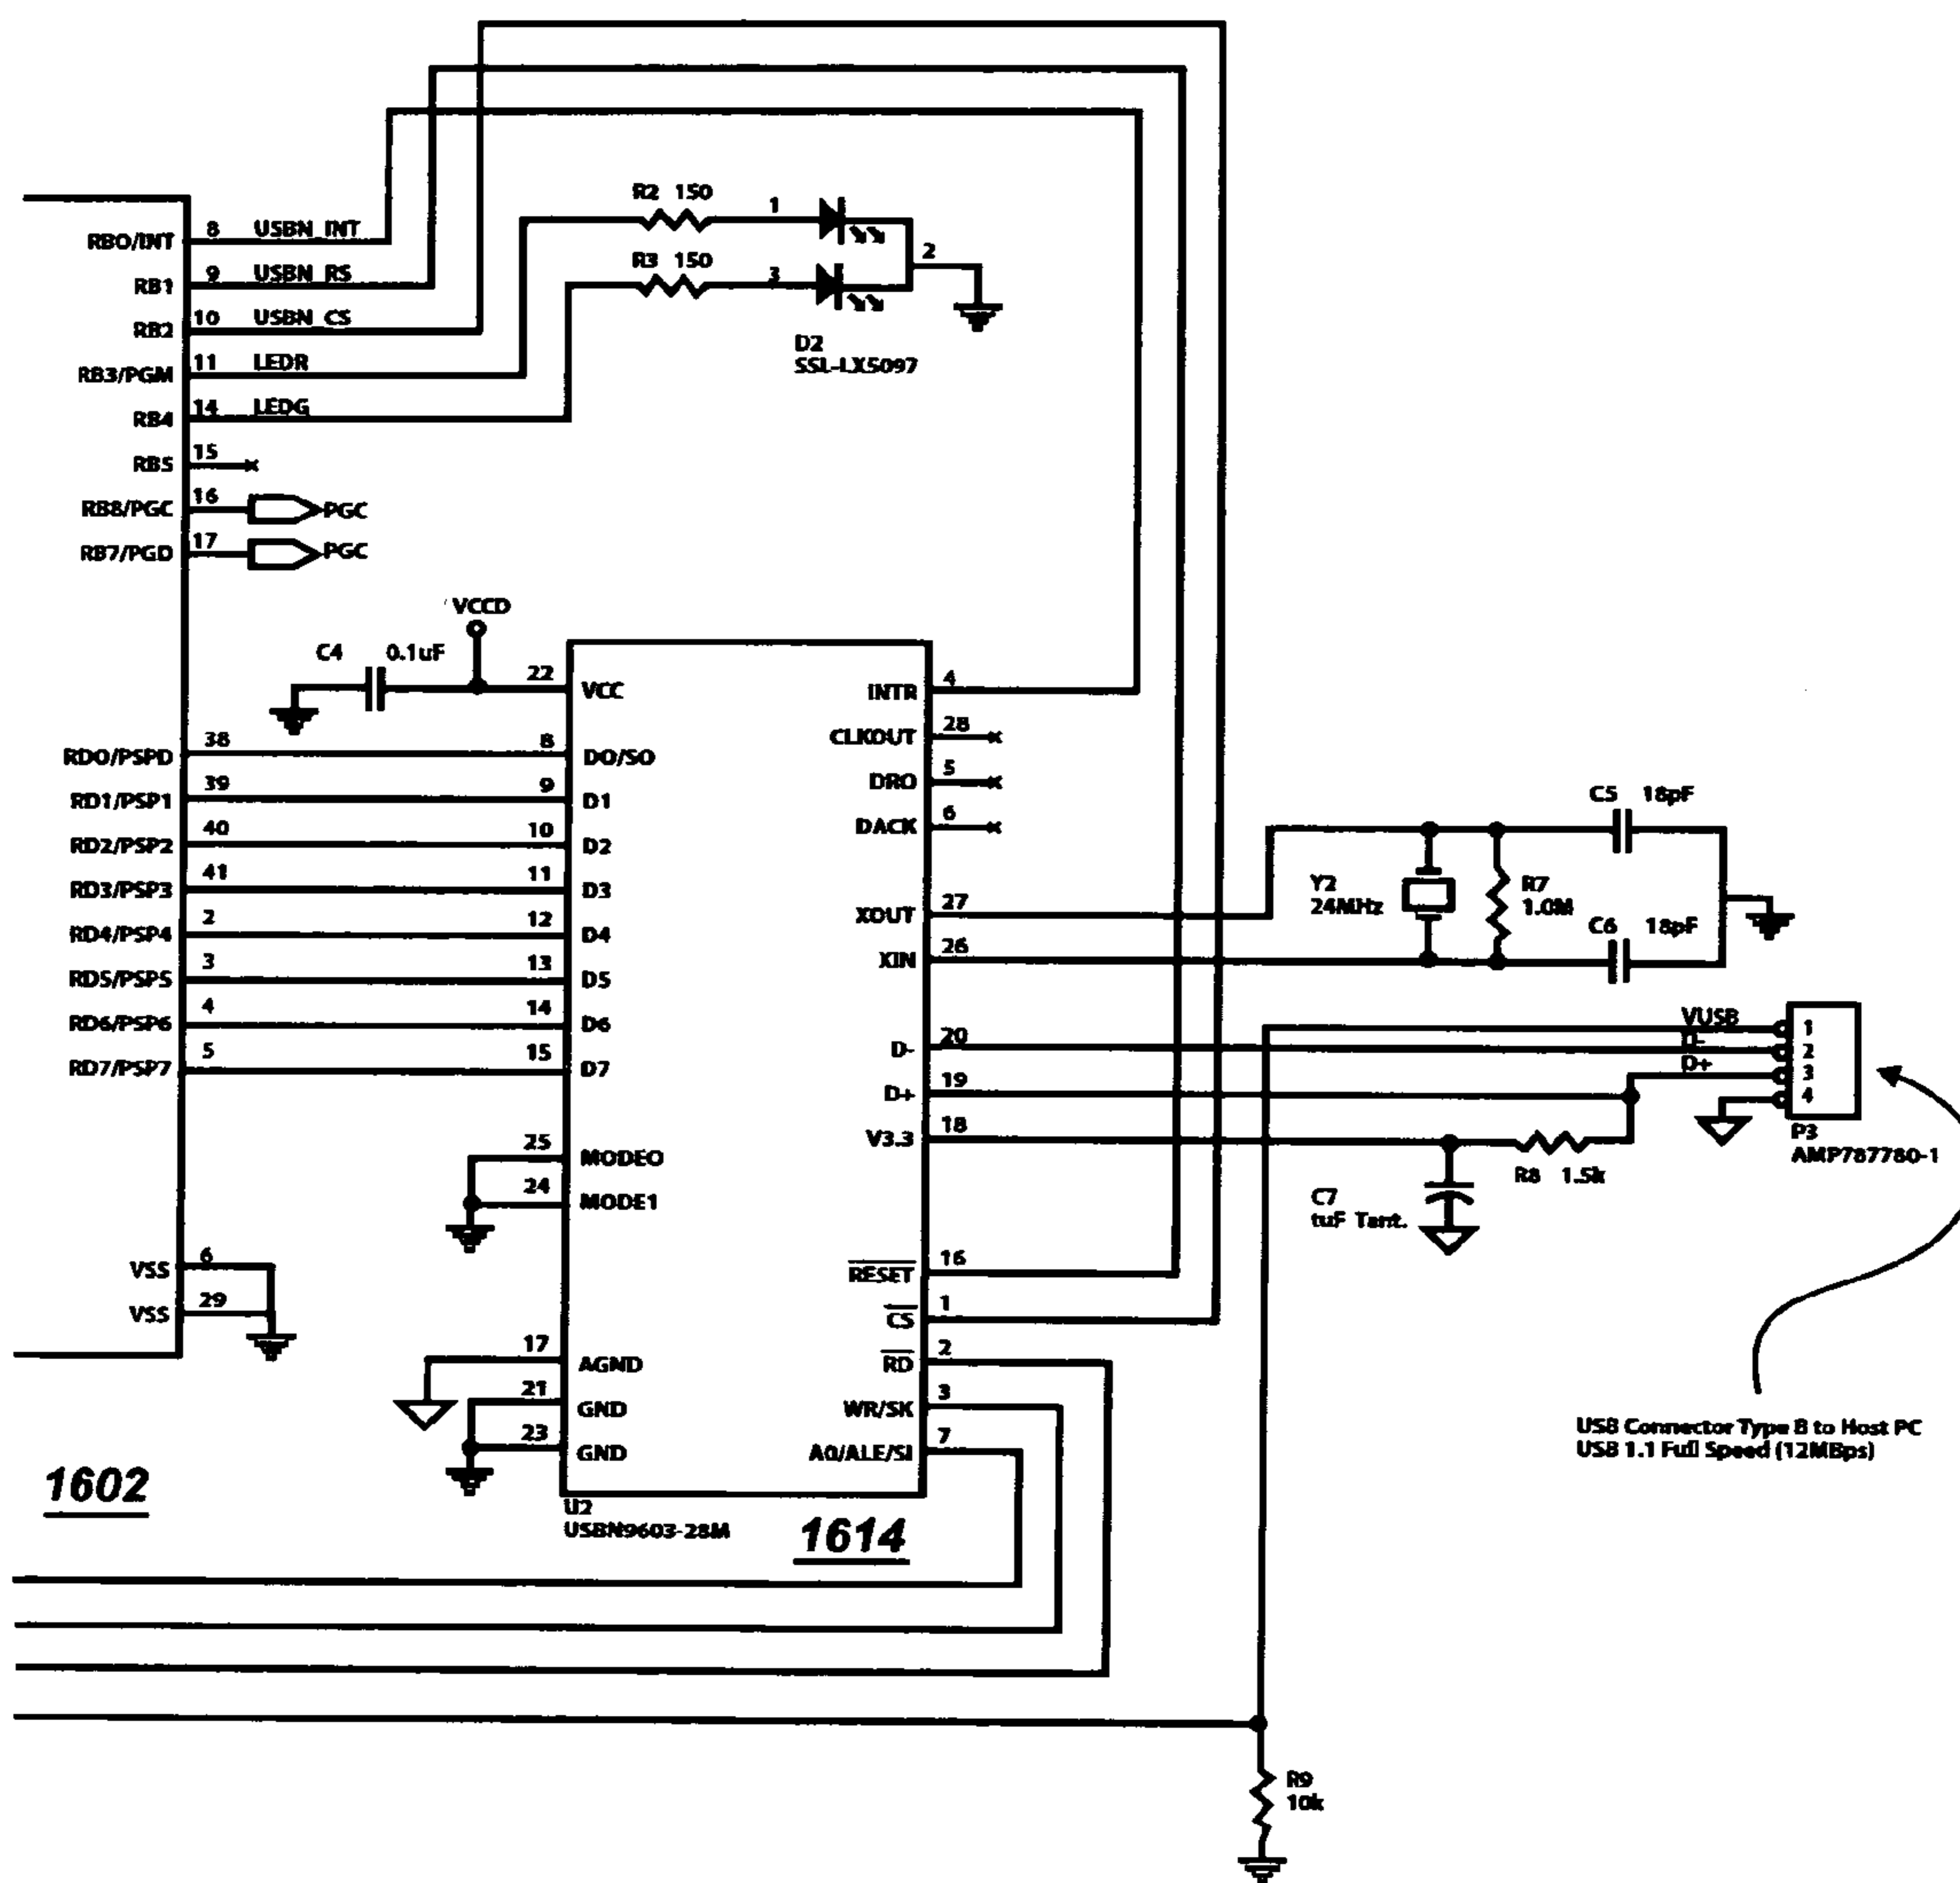 R2 150
1
RB0/INT 8 USBN_INT
2
R3 150
3
RB1 9 USBN_RS
RB2 10 USBN_CS
D2
SSL-LX5097
RB3/PGM 11 LEDR
RB4 14 LEDG
RB5 15
RB8/PGC 16 PGC
RB7/PGD 17 PGC
VCCD
C4 0.1uF
22 VCC
INTR 4
CLKOUT 28
RD0/PSPD 38 8 DO/SO
DRO 5
RD1/PSP1 39 9 D1
DACK 6
C5 18pF
RD2/PSP2 40 10 D2
RD3/PSP3 41 11 D3
Y2
24MHz
R7
1.0M
XOUT 27
RD4/PSP4 2 12 D4
C6 18pF
XIN 26
RD5/PSP5 3 13 D5
RD6/PSP6 4 14 D6
VUSB 1
D- 20
D- 2
RD7/PSP7 5 15 D7
D+ 3
D+ 19
4
P3
AMP787780-1
V3.3 18
25 MODEO
R8 1.5k
24 MODE1
C7
tuF Tant.
VSS 6
RESET 16
VSS 29
CS 1
17 AGND
RD 2
21 GND
WR/SK 3
23 GND
A0/ALE/SI 7
USB Connector Type B to Host PC
USB 1.1 Full Speed (12MBps)
1602
U2
USBN9603-28M
1614
R9
10k